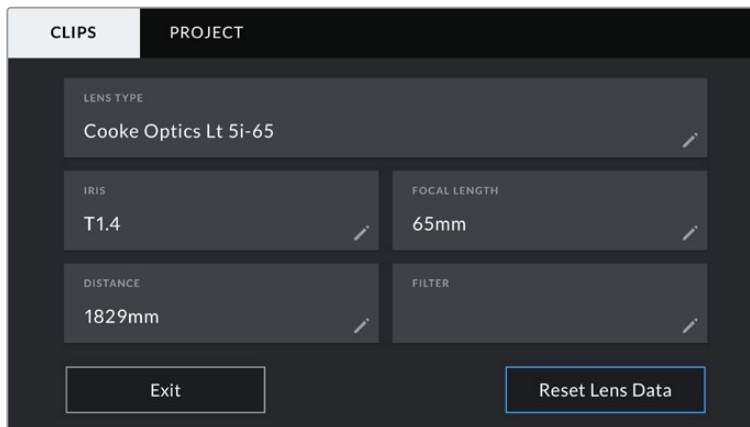 CLIPS PROJECT
LENS TYPE
Cooke Optics Lt 5i-65
IRIS
T1.4
FOCAL LENGTH
65mm
DISTANCE
1829mm
FILTER
Exit
Reset Lens Data